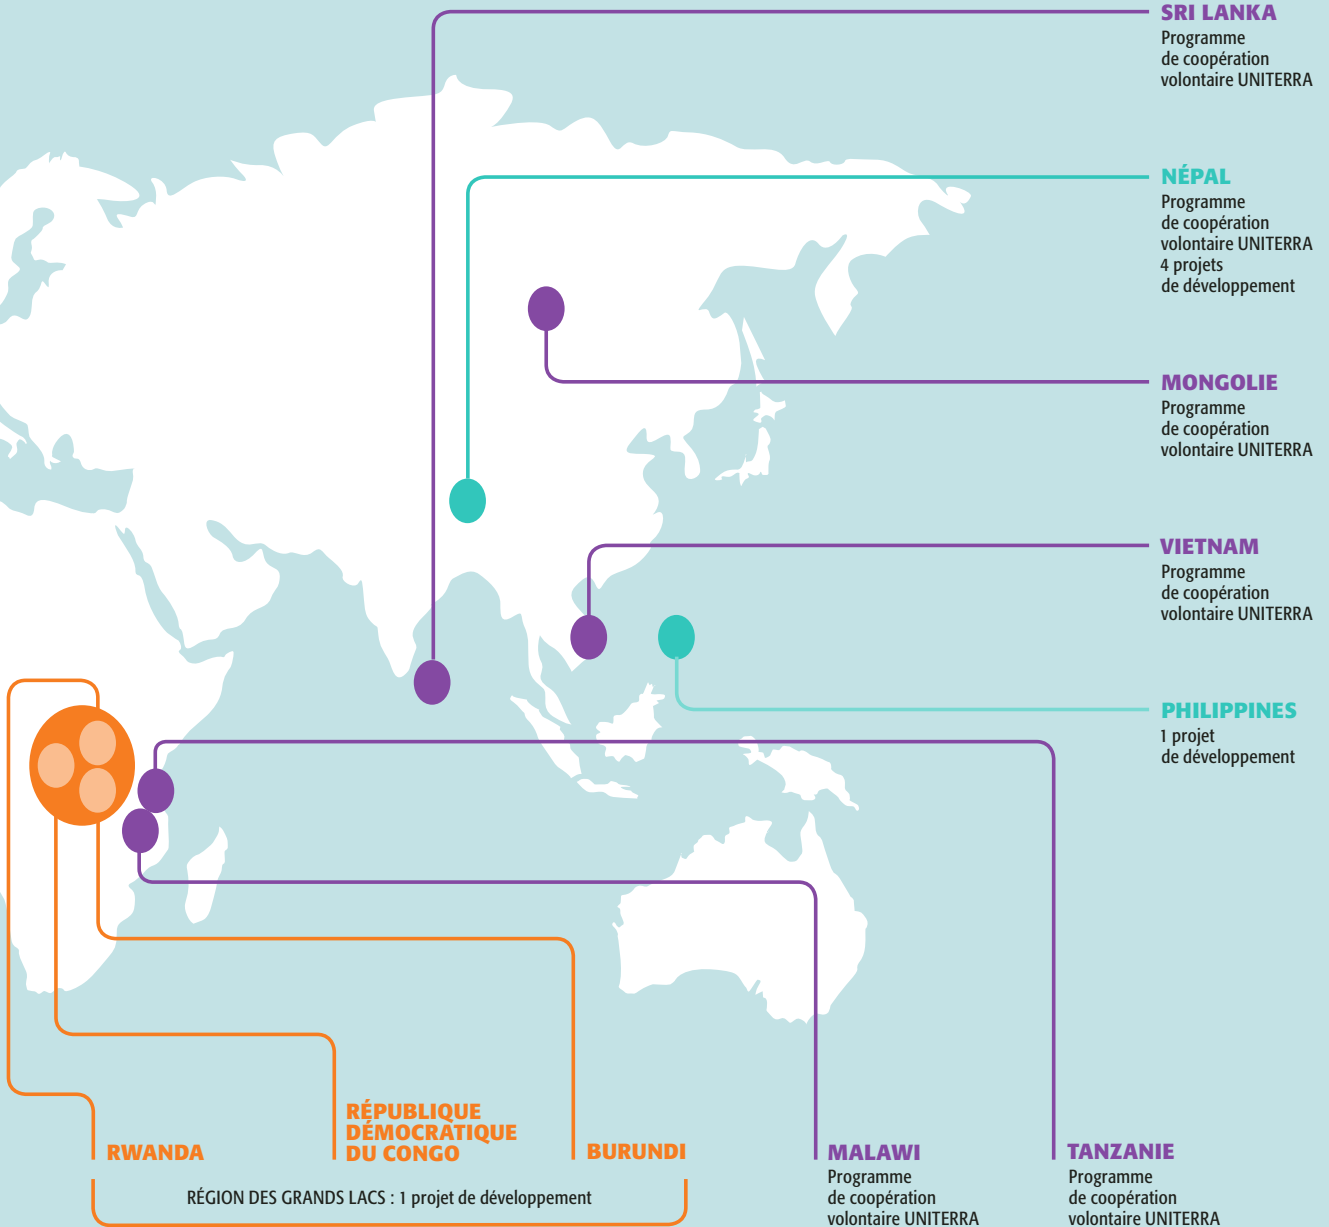 SRI LANKA
Programme
de coopération
volontaire UNITERRA
NÉPAL
Programme
de coopération
volontaire UNITERRA
4 projets
de développement
MONGOLIE
Programme
de coopération
volontaire UNITERRA
VIETNAM
Programme
de coopération
volontaire UNITERRA
PHILIPPINES
1 projet
de développement
RWANDA
RÉPUBLIQUE
DÉMOCRATIQUE
DU CONGO
BURUNDI
RÉGION DES GRANDS LACS : 1 projet de développement
MALAWI
Programme
de coopération
volontaire UNITERRA
TANZANIE
Programme
de coopération
volontaire UNITERRA